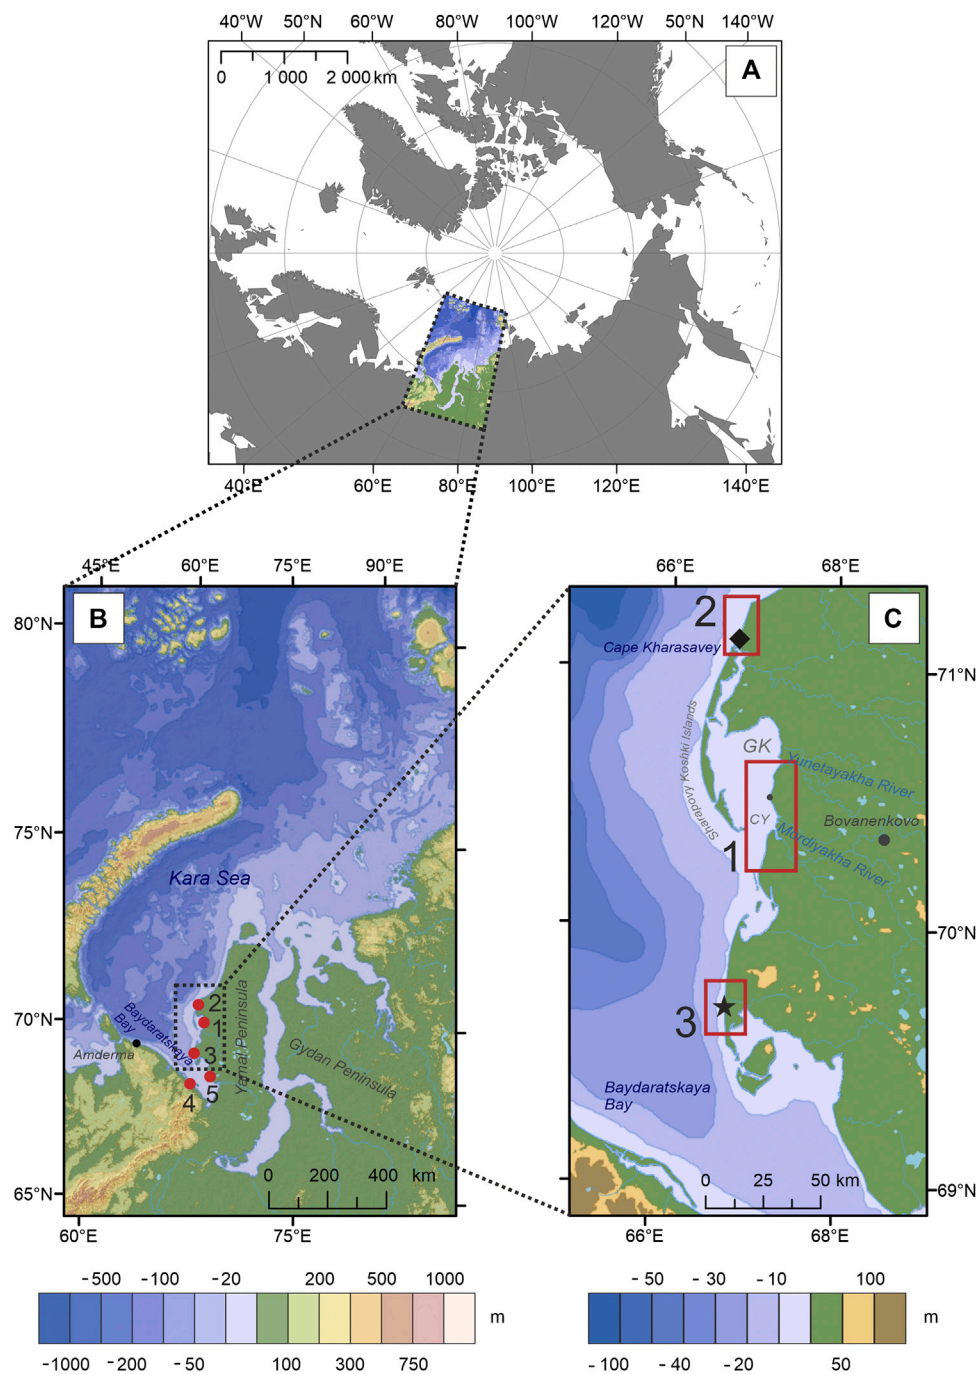 40°W 50°W 60°W 80°W 100°W 120°W 50°W 140°W
A
0 1 000 2 000 km
40°E 60°E 80°E 100°E 120°E 140°E
45°E 60°E 75°E 90°E
B
80°N
75°N
Kara Sea
70°N
2
1
3
Baydaratskaya
Bay
Amderma
4
5
Yamal Peninsula
Gydan Peninsula
0 200 400 km
65°N
60°E 75°E
66°E 68°E
2
C
Cape Kharasavey
71°N
Sharapovy Koshki Islands
GK
Yunetayakha River
Bovanenkovo
CY
Mordiyakha River
1
70°N
3
Baydaratskaya
Bay
0 25 50 km
69°N
66°E 68°E
-500 -100 -20 200 500 1000
m
-1000 -200 -50 100 300 750
-50 -30 -10 100
m
-100 -40 -20 50